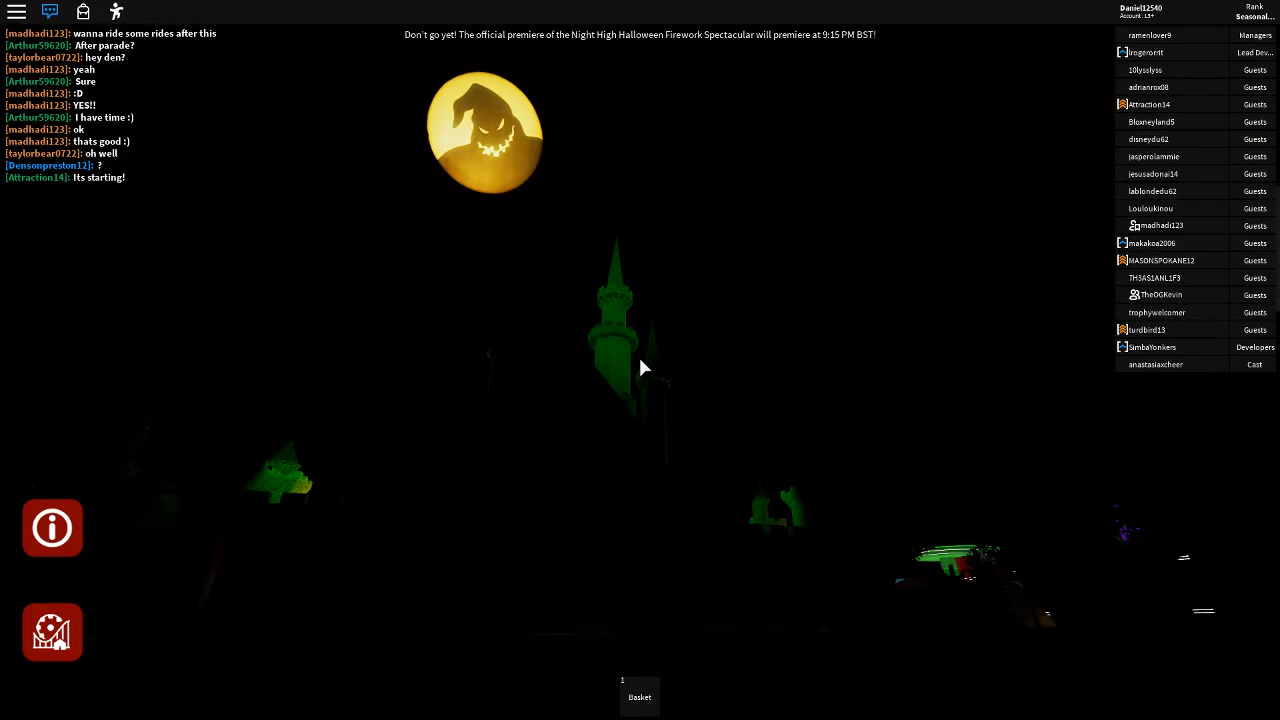 Daniel12540
Account: 13+
Rank
Seasonal...
[madhadi123]: wanna ride some rides after this
[Arthur59620]: After parade?
[taylorbear0722]: hey den?
[madhadi123]: yeah
[Arthur59620]: Sure
[madhadi123]: :D
[madhadi123]: YES!!
[Arthur59620]: I have time :)
[madhadi123]: ok
[madhadi123]: thats good :)
[taylorbear0722]: oh well
[Densonpreston12]: ?
[Attraction14]: Its starting!
Don't go yet! The official premiere of the Night High Halloween Firework Spectacular will premiere at 9:15 PM BST!
ramenlover9 Managers
lrogerorrit Lead Dev...
10lysslyss Guests
adrianrox08 Guests
Attraction14 Guests
Bloxneyland5 Guests
disneydu62 Guests
jasperolammie Guests
jesusadonai14 Guests
lablondedu62 Guests
Louloukinou Guests
madhadi123 Guests
makakoa2006 Guests
MASONSPOKANE12 Guests
TH3AS1ANL1F3 Guests
TheOGKevin Guests
trophywelcomer Guests
turdbird13 Guests
SimbaYonkers Developers
anastasiaxcheer Cast
1
Basket